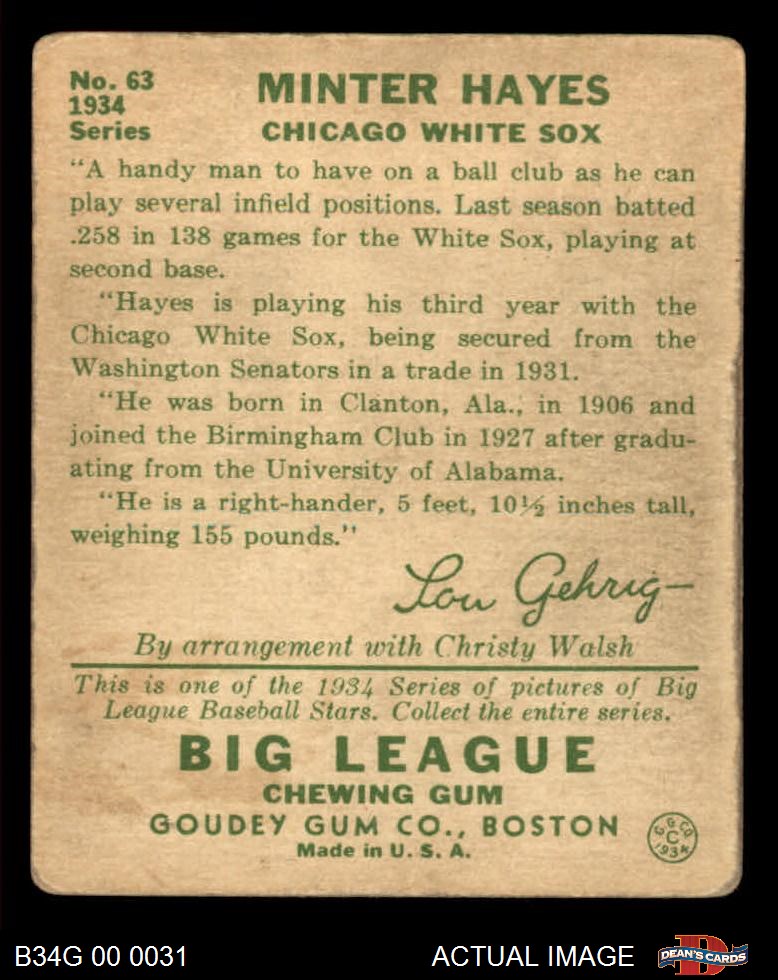 No. 63
1934
Series
MINTER HAYES
CHICAGO WHITE SOX
"A handy man to have on a ball club as he can
play several infield positions. Last season batted
.258 in 138 games for the White Sox, playing at
second base.
"Hayes is playing his third year with the
Chicago White Sox, being secured from the
Washington Senators in a trade in 1931.
"He was born in Clanton, Ala., in 1906 and
joined the Birmingham Club in 1927 after gradu-
ating from the University of Alabama.
"He is a right-hander, 5 feet, 10½ inches tall,
weighing 155 pounds."
Lou Gehrig—
By arrangement with Christy Walsh
This is one of the 1934 Series of pictures of Big
League Baseball Stars. Collect the entire series.
BIG LEAGUE
CHEWING GUM
GOUDEY GUM CO., BOSTON
Made in U. S. A.
G. G. CO.
C
1934
B34G 00 0031
ACTUAL IMAGE
D
DEAN'S CARDS